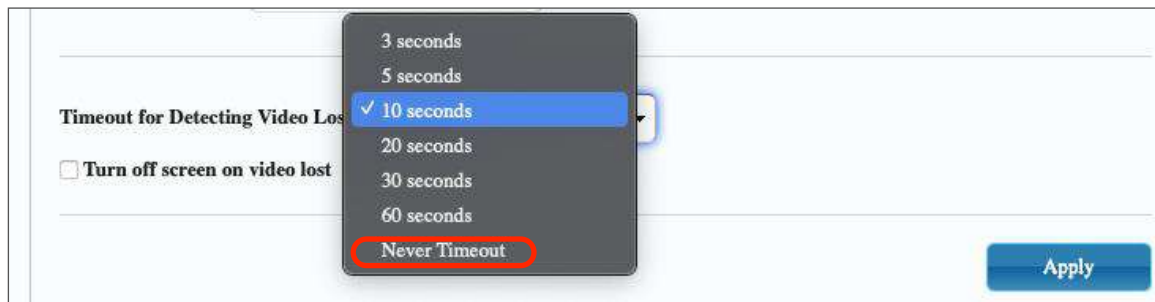 3 seconds
5 seconds
Timeout for Detecting Video Los
✓ 10 seconds
20 seconds
Turn off screen on video lost
30 seconds
60 seconds
Never Timeout
Apply